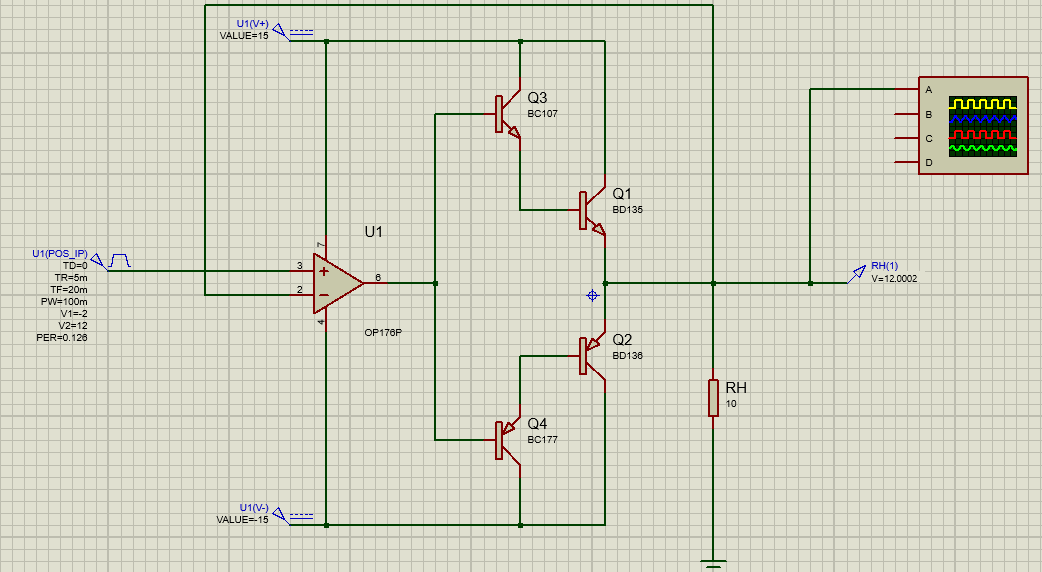 U1(V+)
VALUE=15
Q3
BC107
A
B
C
D
Q1
BD135
U1
7
U1(POS_IP)
TD=0
TR=5m
TF=20m
PW=100m
V1=-2
V2=12
PER=0.126
3
+
2
−
6
4
OP176P
RH(1)
V=12.0002
Q2
BD136
RH
10
Q4
BC177
U1(V-)
VALUE=-15